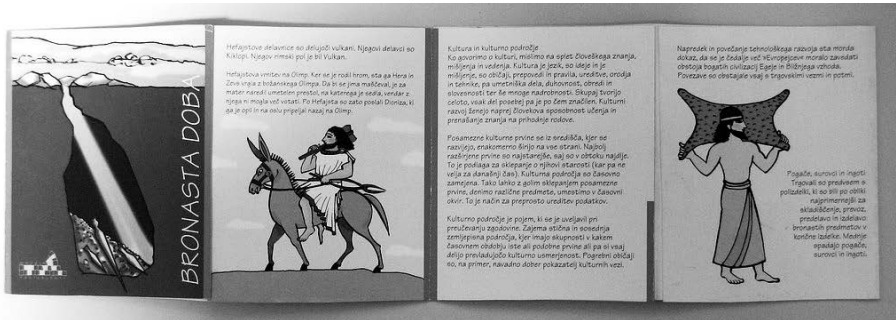 BRONASTA DOBA
Hefajstove delavnice so delujoči vulkani. Njegovi delavci so
Kiklopi. Njegov rimski pol je bil Vulkan.
Hefajstova vrnitev na Olimp. Ker se je rodil hrom, sta ga Hera in
Zevs vrgla z božanskega Olimpa. Da bi se jima maščeval, je za
mater naredil umetelen prestol, na katerega je sedla, vendar z
njega ni mogla več vstati. Po Hefajsta so zato poslali Dioniza, ki
ga je opil in na oslu pripeljal nazaj na Olimp.
Kultura in kulturno področje
Ko govorimo o kulturi, mislimo na splet človeškega znanja,
mišljenja in vedenja. Kultura je jezik, so ideje in je
mišljenje, so običaji, prepovedi in pravila, ureditve, orodja
in tehnike, pa umetniška dela, duhovnost, obredi in
slovesnosti ter še mnoge nadrobnosti. Skupaj tvorijo
celoto, vsak del posebej pa je po čem značilen. Kulturni
razvoj ženejo naprej človekova sposobnost učenja in
prenašanje znanja na prihodnje rodove.
Posamezne kulturne prvine se iz središča, kjer se
razvijejo, enakomerno širijo na vse strani. Najbolj
razširjene prvine so najstarejše, saj so v obtoku najdlje.
To je podlaga za sklepanje o njihovi starosti (kar pa ne
velja za današnji čas). Kulturna področja so časovno
zamejena. Tako lahko z golim sklepanjem posamezne
prvine, denimo različne predmete, umestimo v časovni
okvir. To je način za preprosto ureditev podatkov.
Kulturno področje je pojem, ki se je uveljavil pri
preučevanju zgodovine. Zajema stična in sosednja
zemljepisna področja, kjer imajo skupnosti v kakem
časovnem obdobju iste ali podobne prvine ali pa si vsaj
delijo prevladujočo kulturno usmerjenost. Pogrebni običaji
so, na primer, navadno dober pokazatelj kulturnih vezi.
Napredek in povečanje tehnološkega razvoja sta morda
dokaz, da se je čedalje več »Evropejcev« moralo zavedati
obstoja bogatih civilizacij Egeje in Bližnjega vzhoda.
Povezave so obstajale vsaj s trgovskimi vezmi in potmi.
Pogače, surovci in ingoti
Trgovali so predvsem s
polizdelki, ki so bili po obliki
najprimernejši za
skladiščenje, prevoz,
predelavo in izdelavo
bronastih predmetov v
končne izdelke. Mednje
spadajo pogače,
surovci in ingoti.